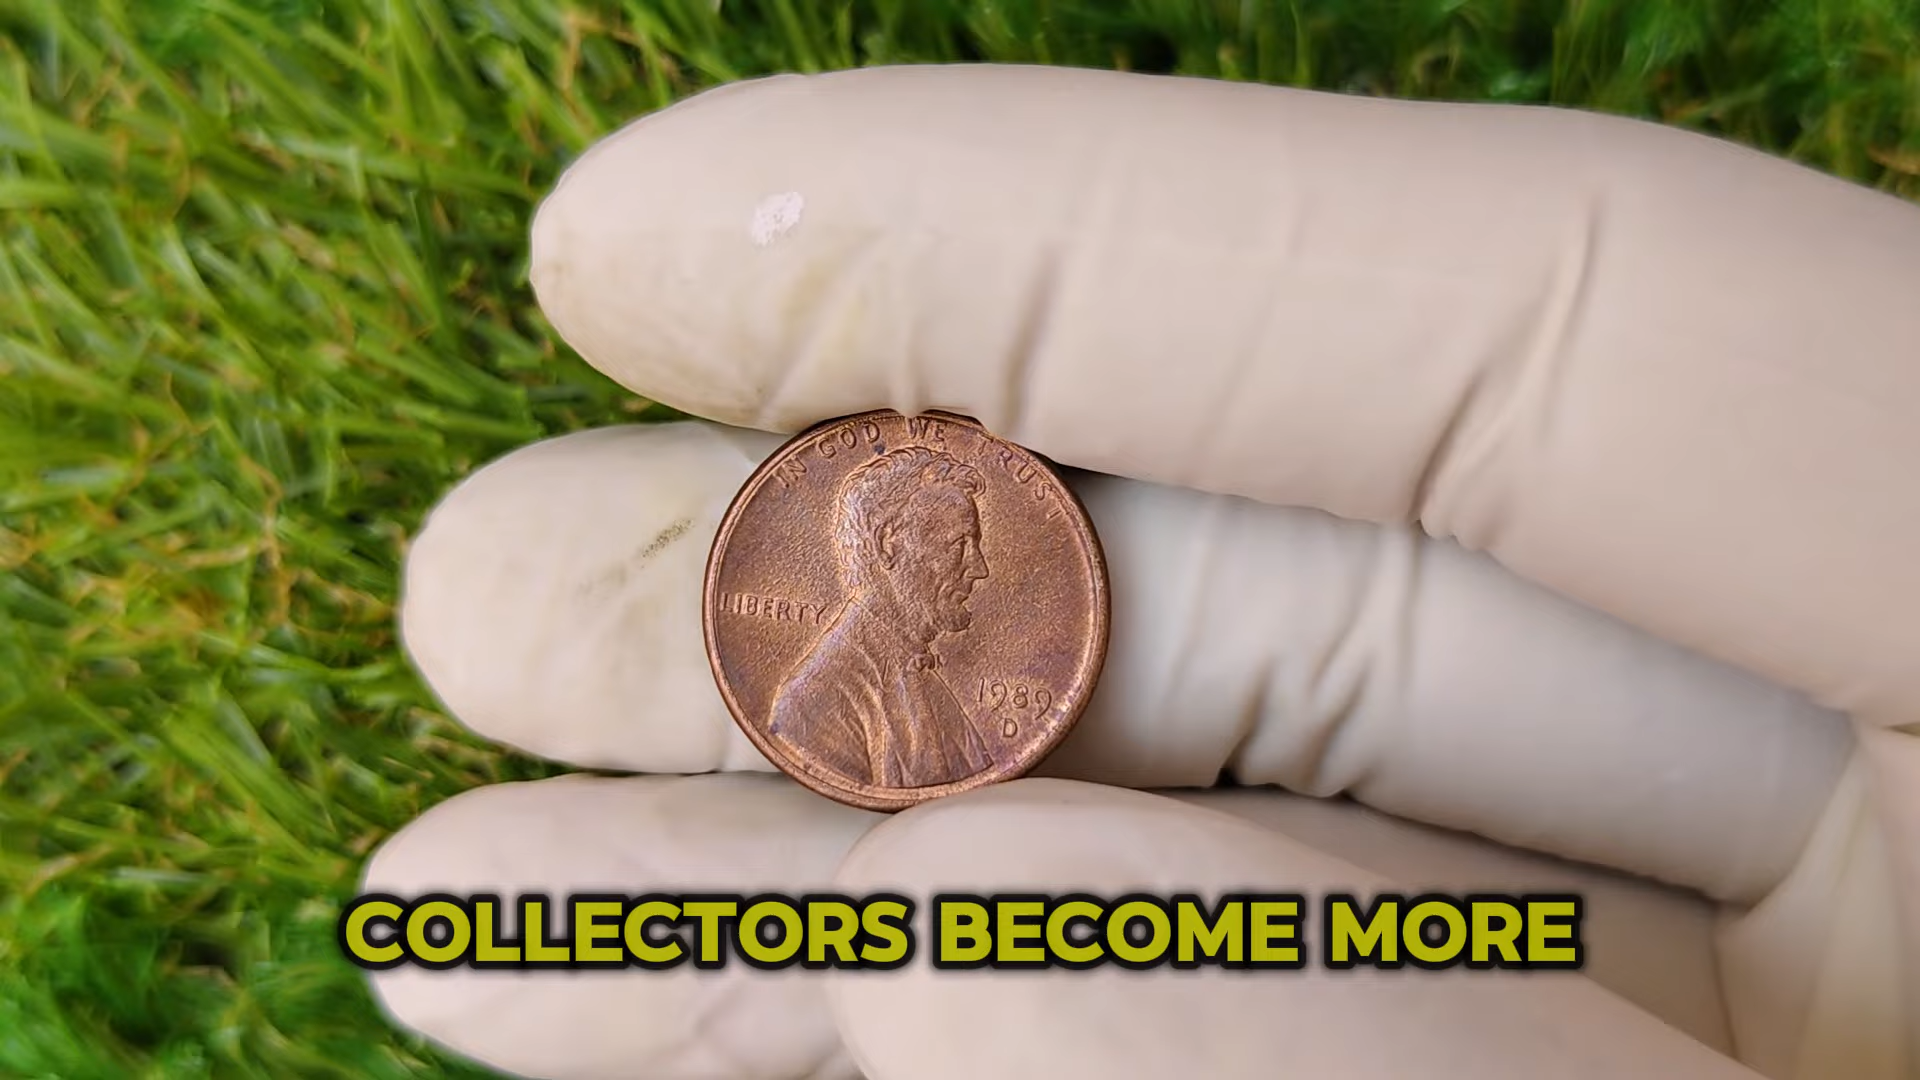 IN GOD WE TRUST
LIBERTY
1989
D
COLLECTORS BECOME MORE